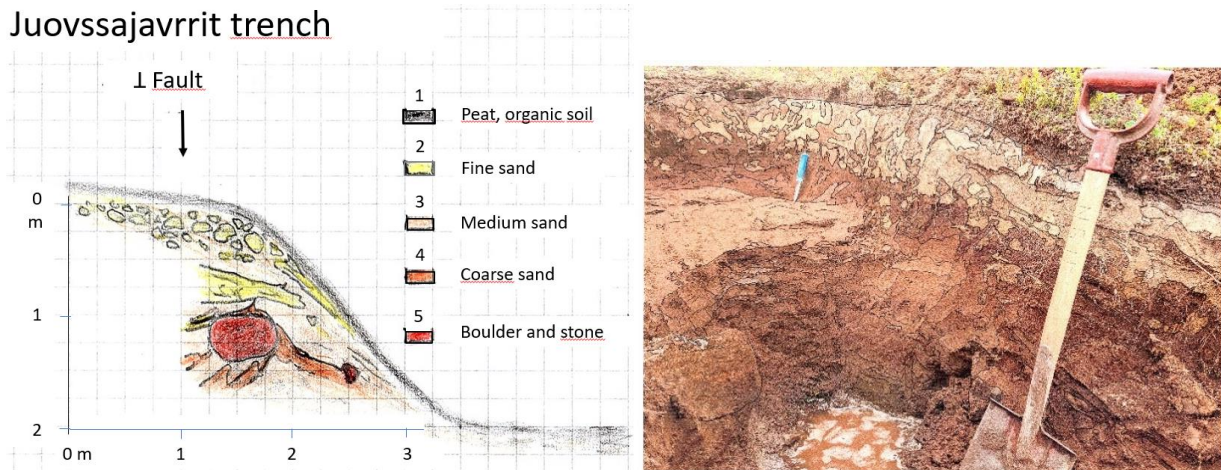 Juovssajavrrit trench
⊥ Fault
1
Peat, organic soil
2
Fine sand
3
Medium sand
4
Coarse sand
5
Boulder and stone
0
m
1
2
0 m 1 2 3